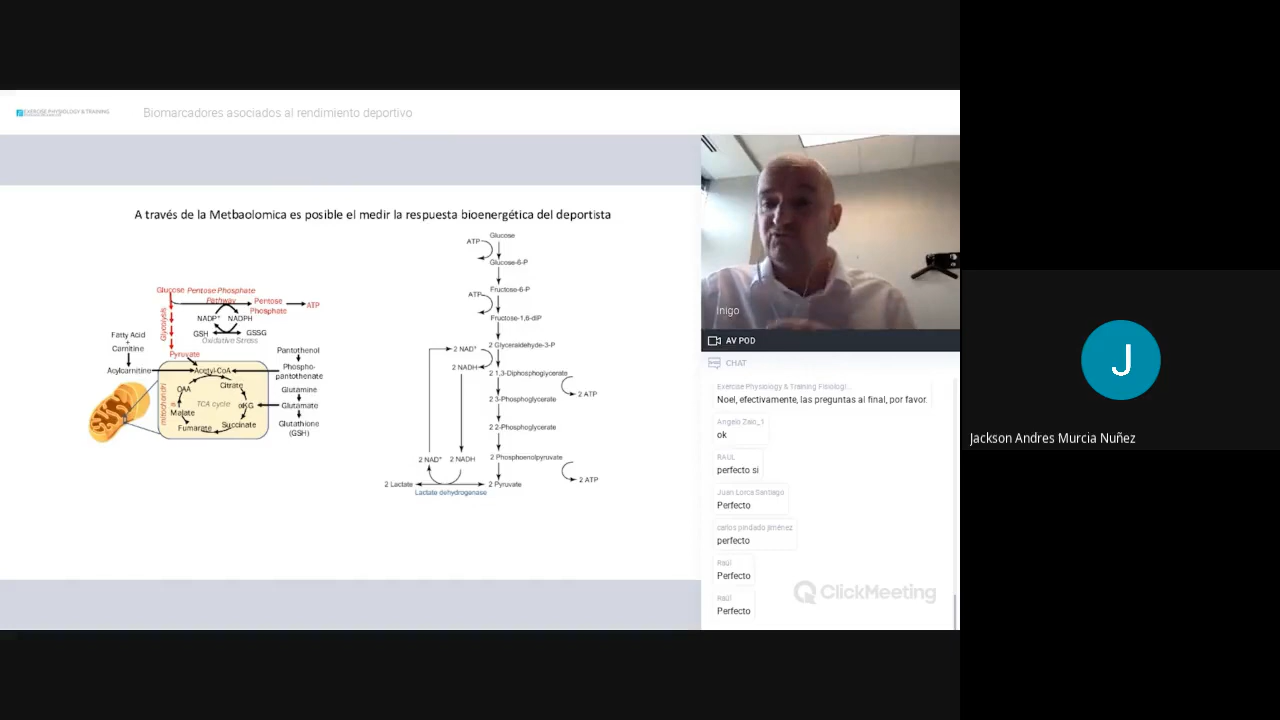 EXERCISE PHYSIOLOGY & TRAINING
Biomarcadores asociados al rendimiento deportivo
A través de la Metbaolomica es posible el medir la respuesta bioenergética del deportista
Glucose Pentose Phosphate
Pathway
Pentose
Phosphate
ATP
Glycolysis
NADP⁺ NADPH
GSH GSSG
Oxidative Stress
Pyruvate
Fatty Acid
+
Carnitine
Acylcarnitine
Acetyl-CoA
Citrate
αKG
Succinate
Fumarate
Malate
OAA
TCA cycle
Pantothenol
Phospho-
pantothenate
Glutamine
Glutamate
Glutathione
(GSH)
Glucose
ATP
Glucose-6-P
Fructose-6-P
ATP
Fructose-1,6-diP
2 NAD⁺
2 Glyceraldehyde-3-P
2 NADH
2 1,3-Diphosphoglycerate
2 ATP
2 3-Phosphoglycerate
2 2-Phosphoglycerate
2 NAD⁺ 2 NADH
2 Phosphoenolpyruvate
2 ATP
2 Lactate
2 Pyruvate
Lactate dehydrogenase
Inigo
AV POD
CHAT
Exercise Physiology & Training Fisiologi...
Noel, efectivamente, las preguntas al final, por favor.
Angelo Zaio_1
ok
RAUL
perfecto si
Juan Lorca Santiago
Perfecto
carlos pindado jiménez
perfecto
Raúl
Perfecto
Raúl
Perfecto
ClickMeeting
J
Jackson Andres Murcia Nuñez